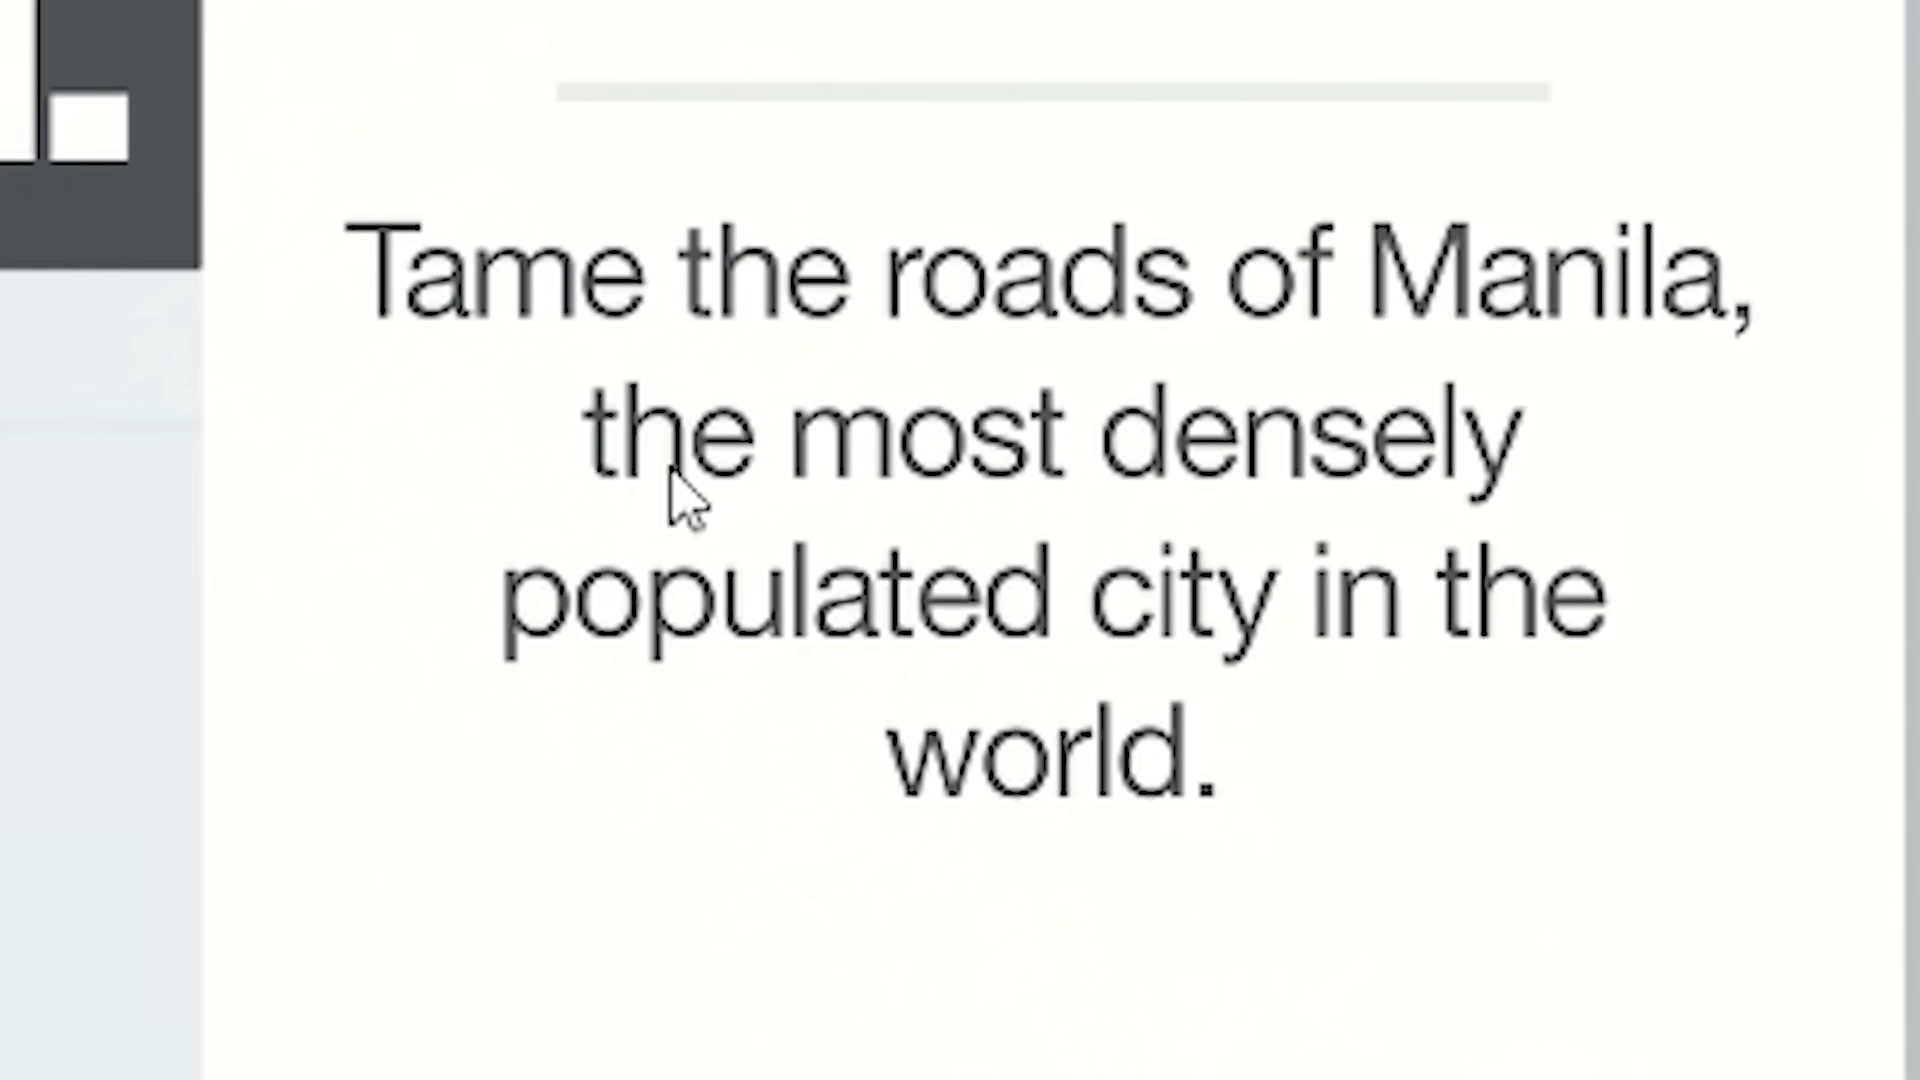 Tame the roads of Manila,
the most densely
populated city in the
world.